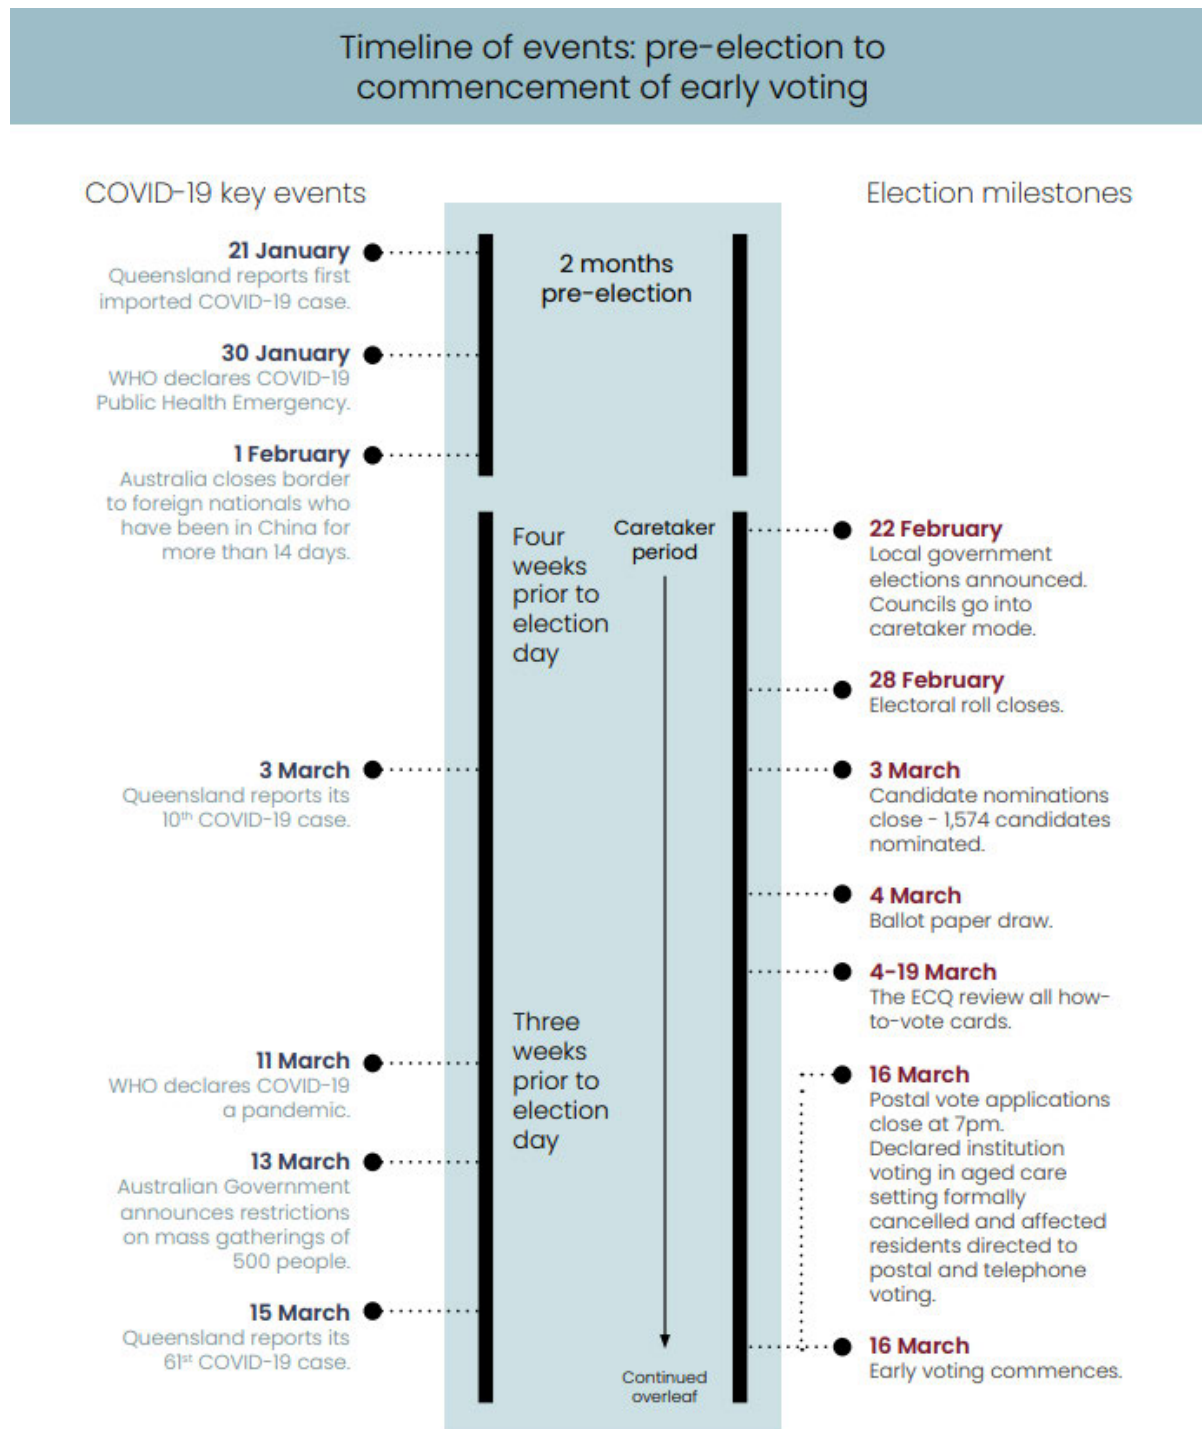 Timeline of events: pre-election to
commencement of early voting
COVID-19 key events
21 January
Queensland reports first
imported COVID-19 case.
30 January
WHO declares COVID-19
Public Health Emergency.
1 February
Australia closes border
to foreign nationals who
have been in China for
more than 14 days.
3 March
Queensland reports its
10th COVID-19 case.
11 March
WHO declares COVID-19
a pandemic.
13 March
Australian Government
announces restrictions
on mass gatherings of
500 people.
15 March
Queensland reports its
61st COVID-19 case.
2 months
pre-election
Four
weeks
prior to
election
day
Caretaker
period
Three
weeks
prior to
election
day
Continued
overleaf
Election milestones
22 February
Local government
elections announced.
Councils go into
caretaker mode.
28 February
Electoral roll closes.
3 March
Candidate nominations
close - 1,574 candidates
nominated.
4 March
Ballot paper draw.
4-19 March
The ECQ review all how-
to-vote cards.
16 March
Postal vote applications
close at 7pm.
Declared institution
voting in aged care
setting formally
cancelled and affected
residents directed to
postal and telephone
voting.
16 March
Early voting commences.